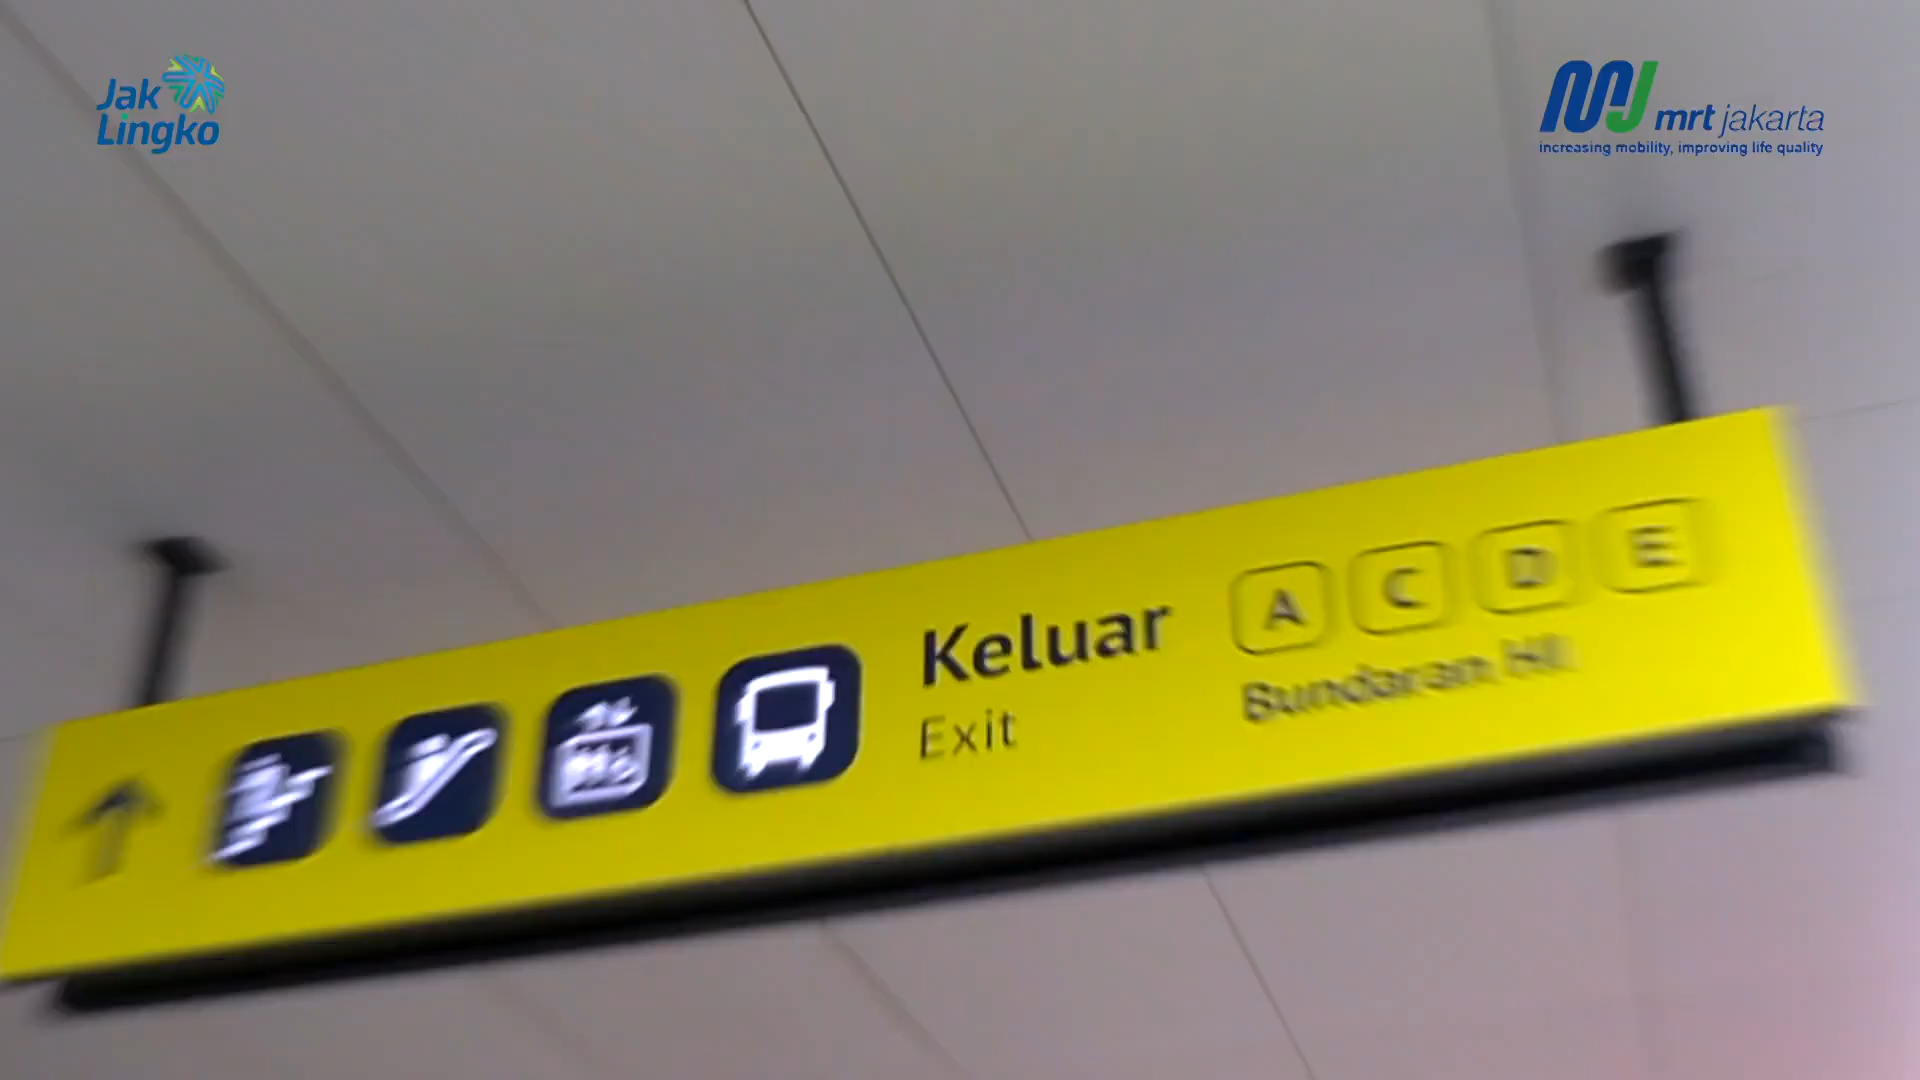 Jak
Lingko
mrt jakarta
increasing mobility, improving life quality
Keluar
Exit
A C D E
Bundaran HI